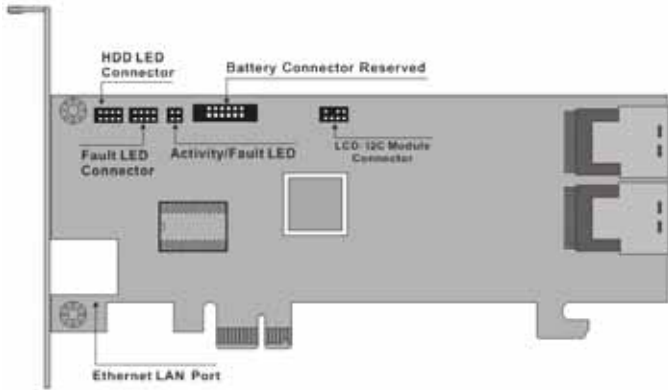 HDD LED
Connector
Battery Connector Reserved
Fault LED
Connector
Activity/Fault LED
LCD/ I2C Module
Connector
Ethernet LAN Port